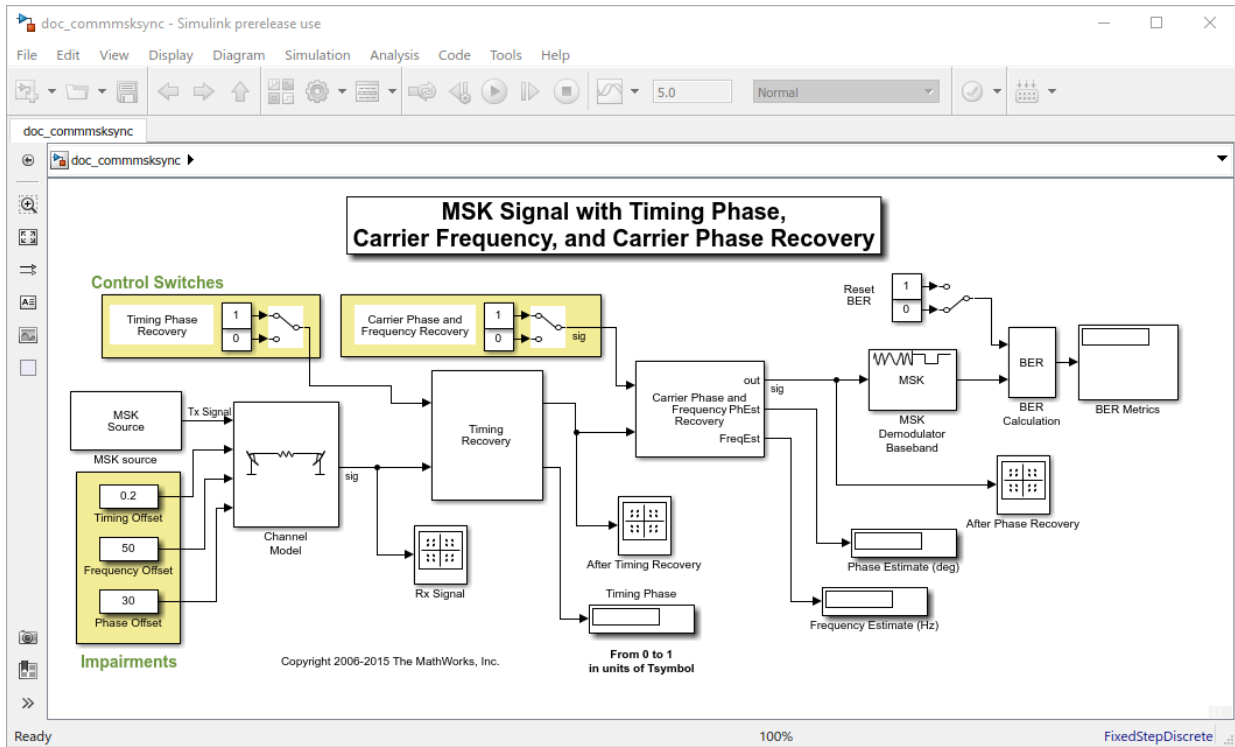 doc_commmsksync - Simulink prerelease use
File Edit View Display Diagram Simulation Analysis Code Tools Help
5.0
Normal
doc_commmsksync
doc_commmsksync
MSK Signal with Timing Phase,
Carrier Frequency, and Carrier Phase Recovery
Control Switches
Timing Phase
Recovery
1
0
Carrier Phase and
Frequency Recovery
1
0
sig
Reset
BER
1
0
MSK
Source
MSK source
Tx Signal
Timing
Recovery
Carrier Phase and
Frequency
Recovery
out
PhEst
FreqEst
sig
MSK
MSK
Demodulator
Baseband
BER
BER
Calculation
BER Metrics
0.2
Timing Offset
50
Frequency Offset
30
Phase Offset
Impairments
Channel
Model
sig
Rx Signal
After Timing Recovery
After Phase Recovery
Phase Estimate (deg)
Frequency Estimate (Hz)
Timing Phase
From 0 to 1
in units of Tsymbol
Copyright 2006-2015 The MathWorks, Inc.
Ready
100%
FixedStepDiscrete